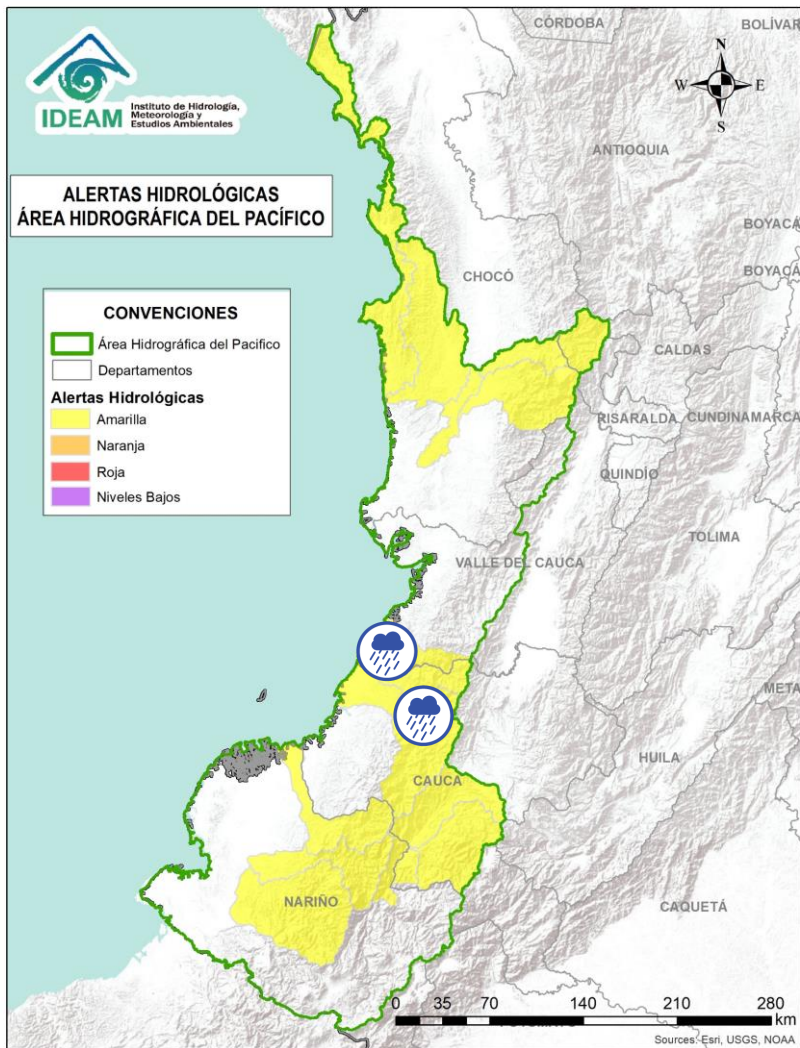 CÓRDOBA
BOLÍVAR
N
W
E
S
IDEAM
Instituto de Hidrología,
Meteorología y
Estudios Ambientales
ANTIOQUIA
ALERTAS HIDROLÓGICAS
ÁREA HIDROGRÁFICA DEL PACÍFICO
BOYACÁ
BOYACÁ
CHOCÓ
CONVENCIONES
Área Hidrográfica del Pacifico
Departamentos
Alertas Hidrológicas
Amarilla
Naranja
Roja
Niveles Bajos
CALDAS
RISARALDA
CUNDINAMARCA
QUINDÍO
TOLIMA
VALLE DEL CAUCA
META
HUILA
CAUCA
NARIÑO
CAQUETÁ
0 35 70 140 210 280
km
Sources: Esri, USGS, NOAA